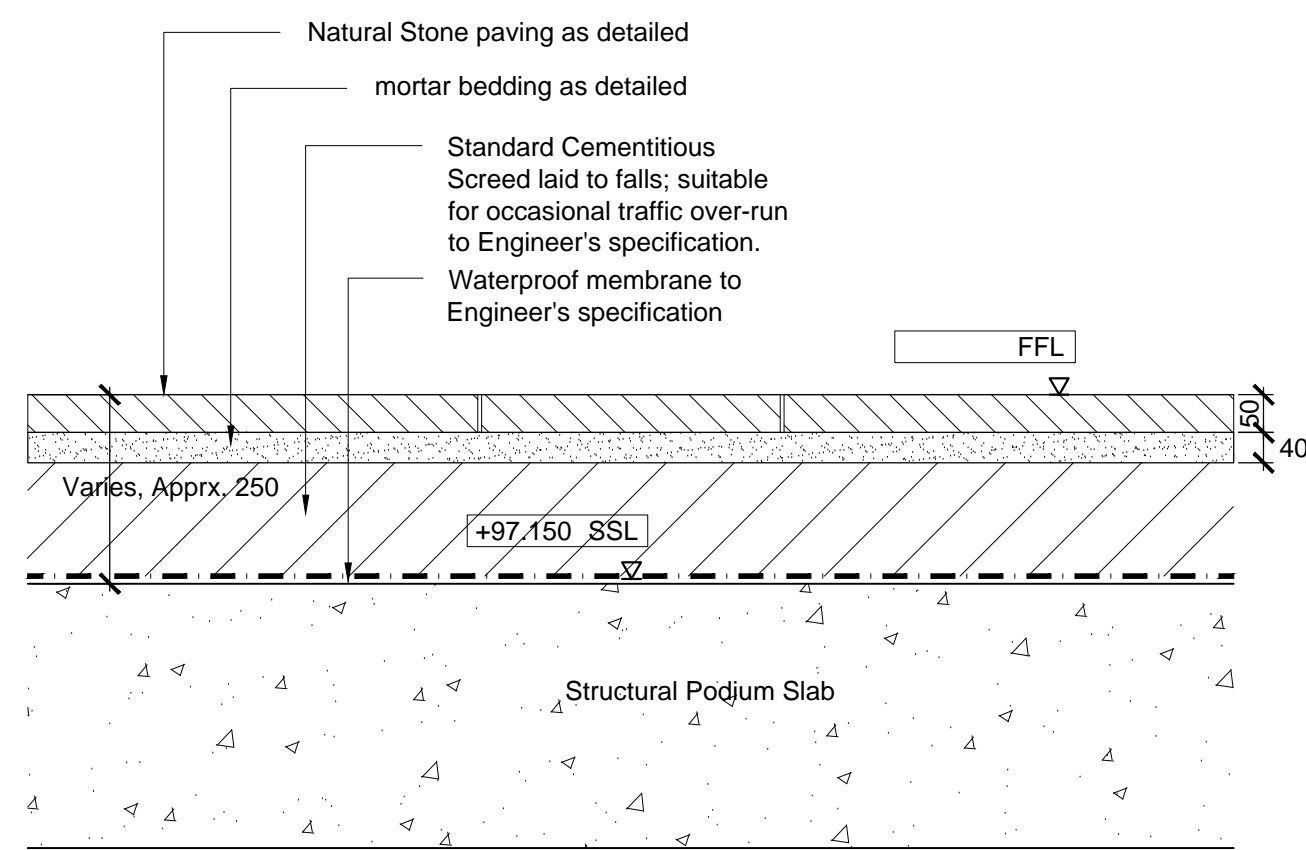 Natural Stone paving as detailed
mortar bedding as detailed
Standard Cementitious
Screed laid to falls; suitable
for occasional traffic over-run
to Engineer's specification.
Waterproof membrane to
Engineer's specification
FFL
50
40
Varies, Apprx. 250
+97.150 SSL
Structural Podium Slab